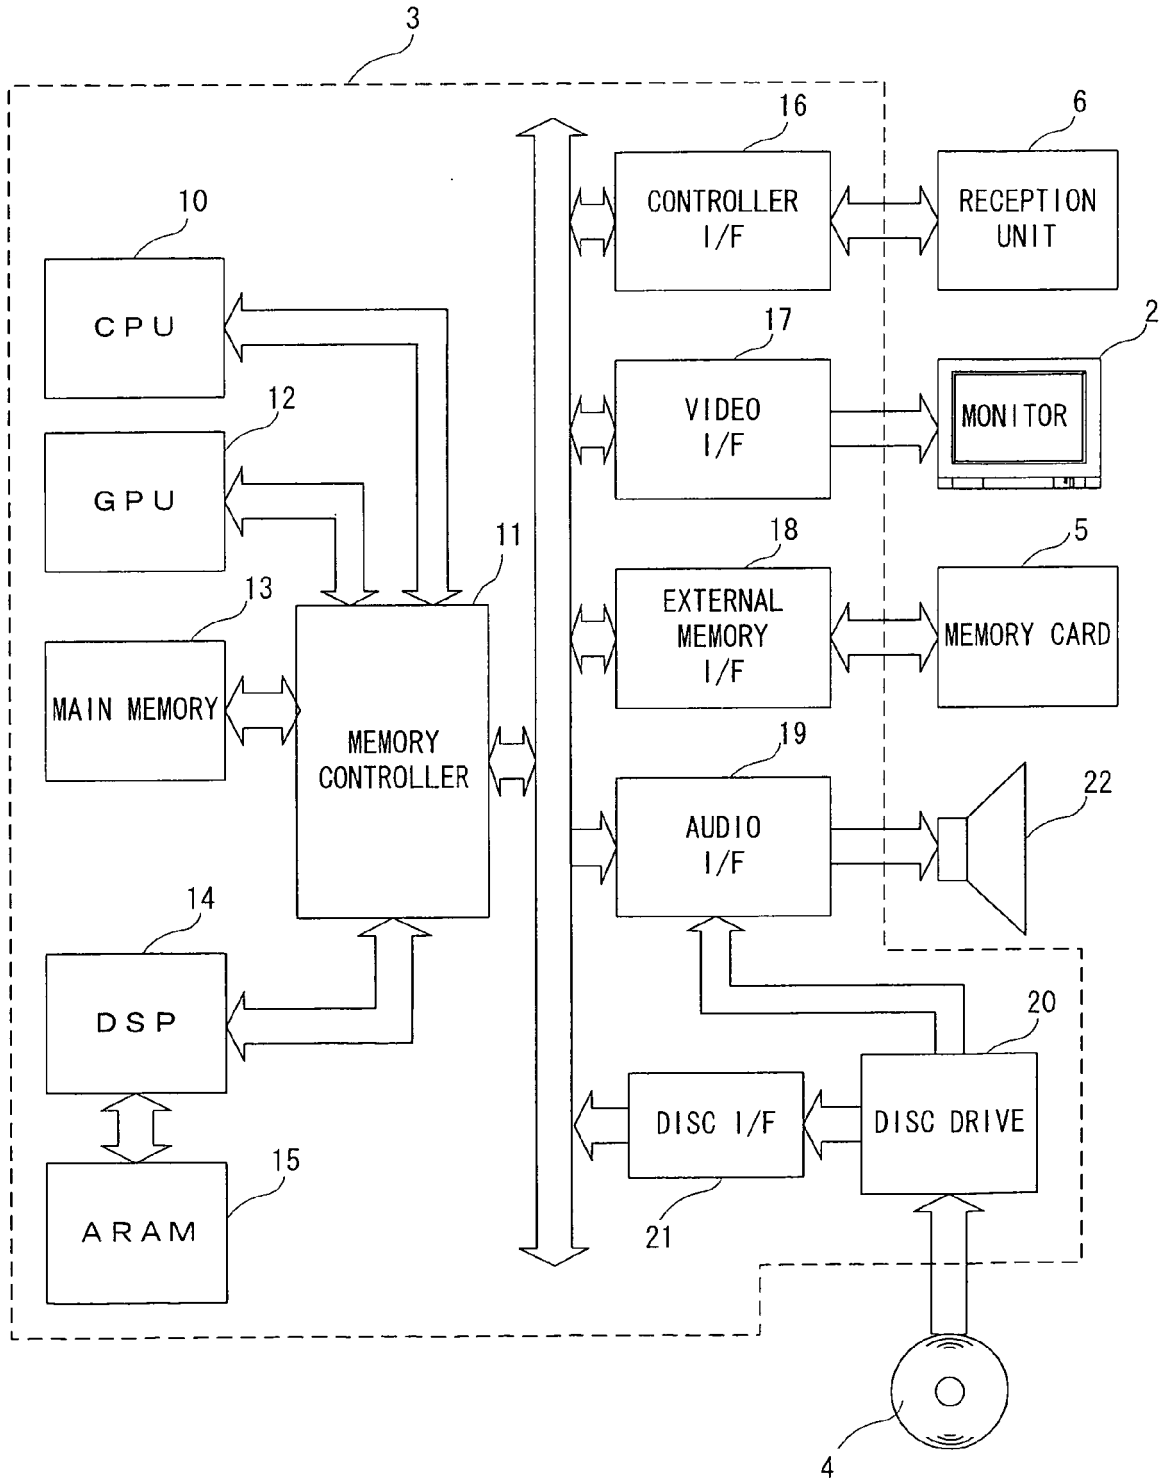 3
16
6
CONTROLLER
I/F
RECEPTION
UNIT
10
CPU
17
2
VIDEO
I/F
MONITOR
12
GPU
11
18
5
EXTERNAL
MEMORY
I/F
MEMORY CARD
13
MAIN MEMORY
MEMORY
CONTROLLER
19
22
AUDIO
I/F
14
DSP
20
DISC I/F
DISC DRIVE
15
ARAM
21
4